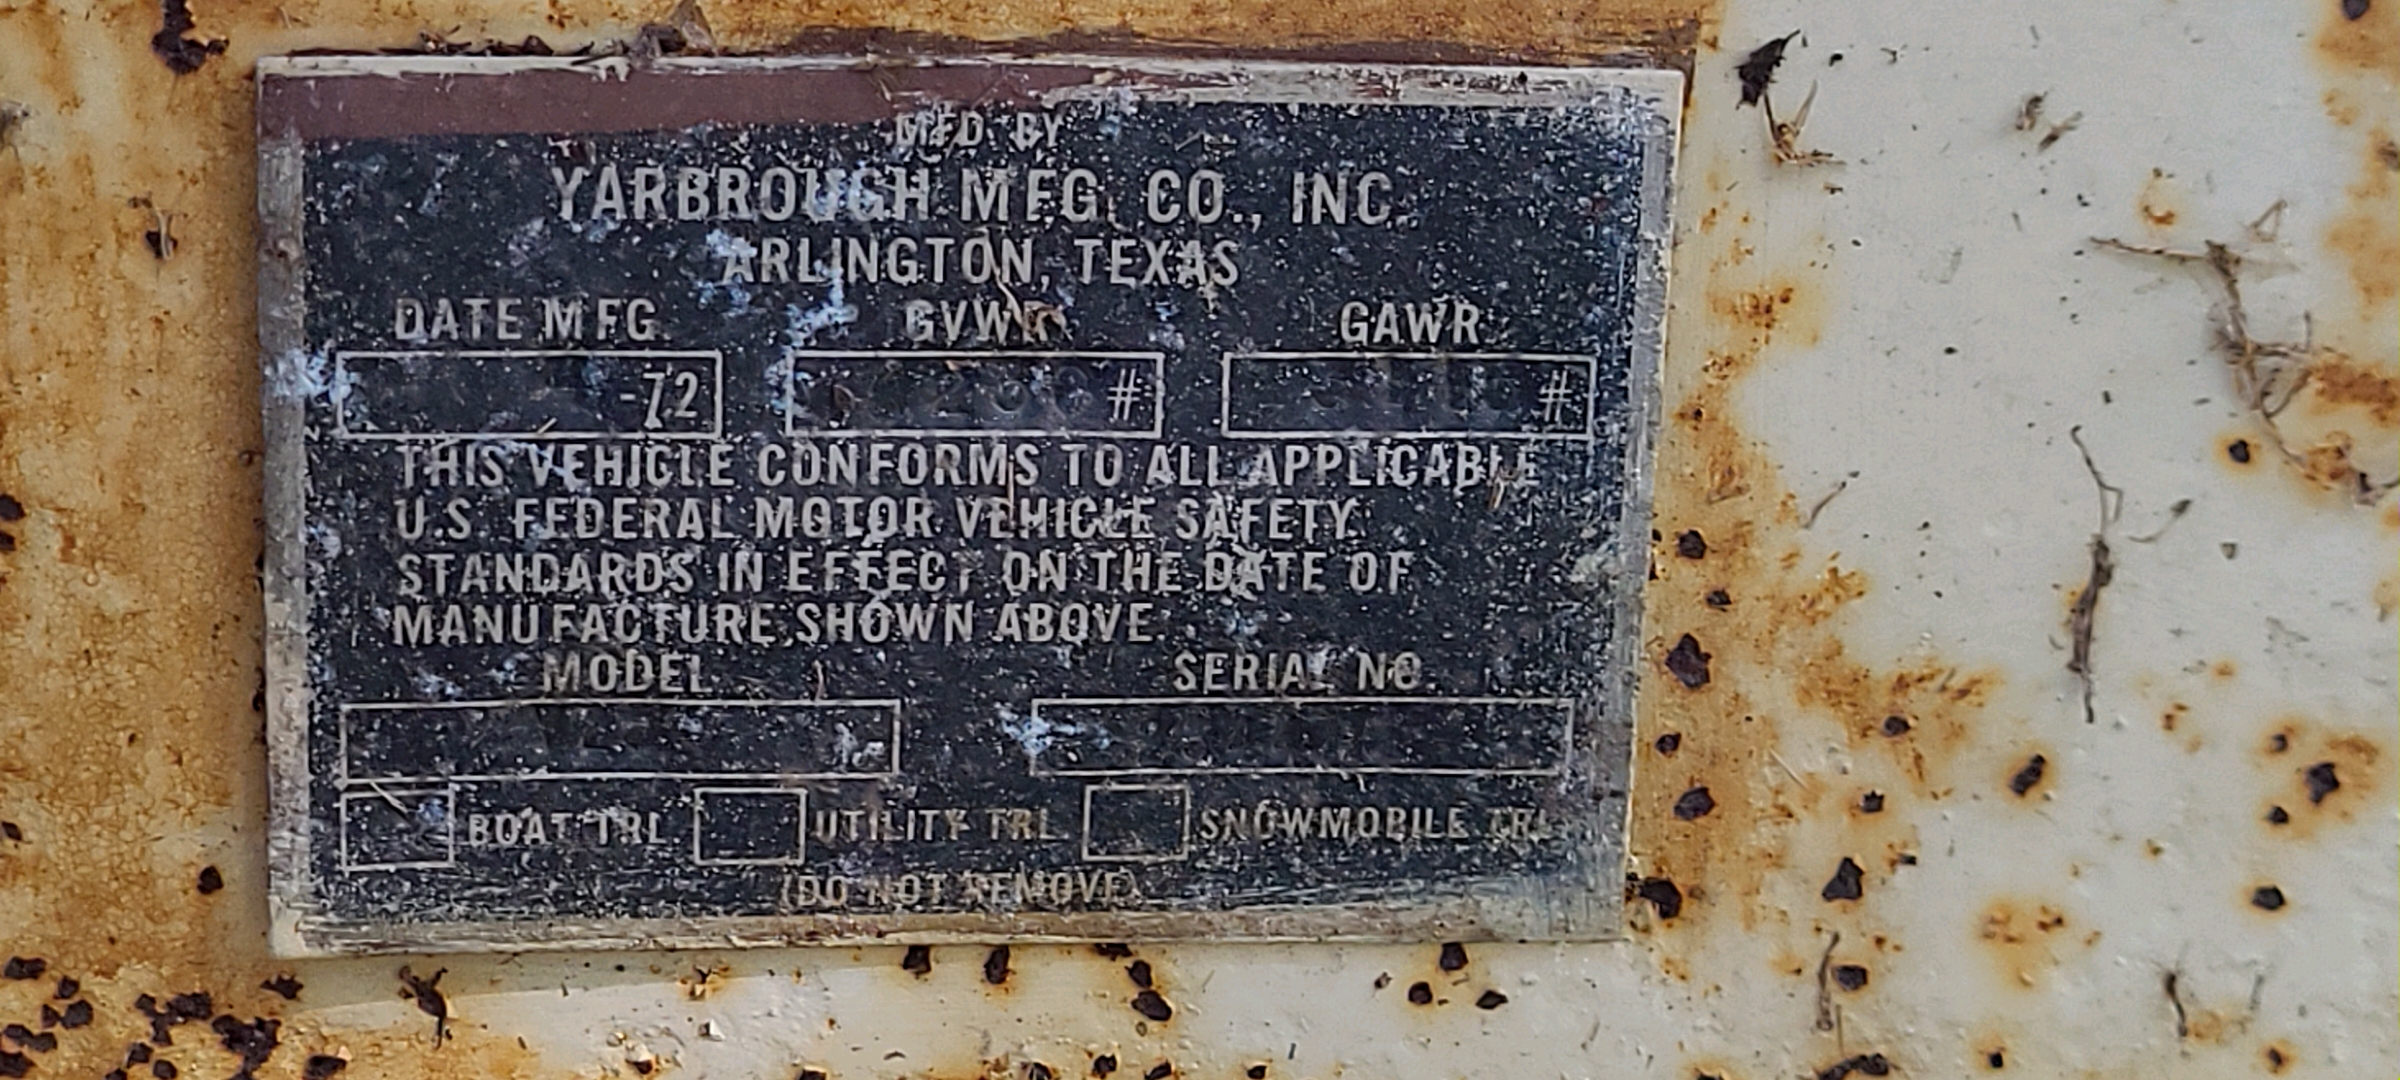 MFD. BY
YARBROUGH MFG. CO., INC.
ARLINGTON, TEXAS
DATE MFG. GVWR GAWR
-72 # #
THIS VEHICLE CONFORMS TO ALL APPLICABLE
U.S. FEDERAL MOTOR VEHICLE SAFETY
STANDARDS IN EFFECT ON THE DATE OF
MANUFACTURE SHOWN ABOVE.
MODEL SERIAL NO.
BOAT TRL UTILITY TRL SNOWMOBILE TRL
(DO NOT REMOVE)